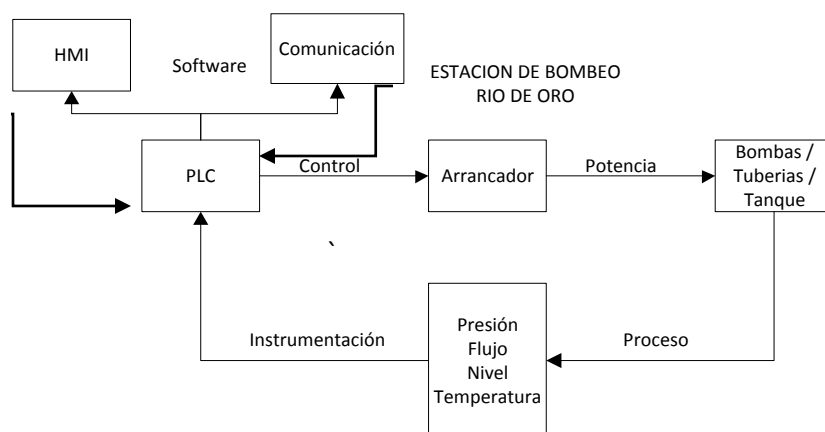 HMI
Software
Comunicación
ESTACION DE BOMBEO
RIO DE ORO
PLC
Control
Arrancador
Potencia
Bombas /
Tuberias /
Tanque
`
Instrumentación
Presión
Flujo
Nivel
Temperatura
Proceso